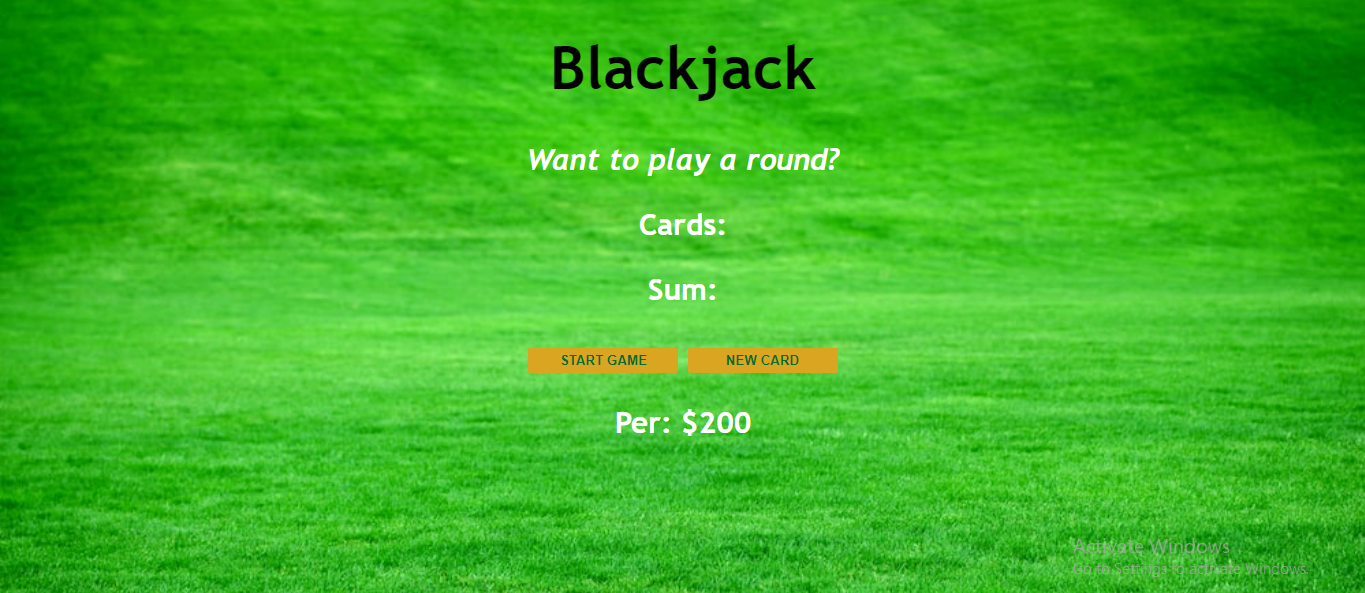 Blackjack
Want to play a round?
Cards:
Sum:
START GAME NEW CARD
Per: $200
Activate Windows
Go to Settings to activate Windows.